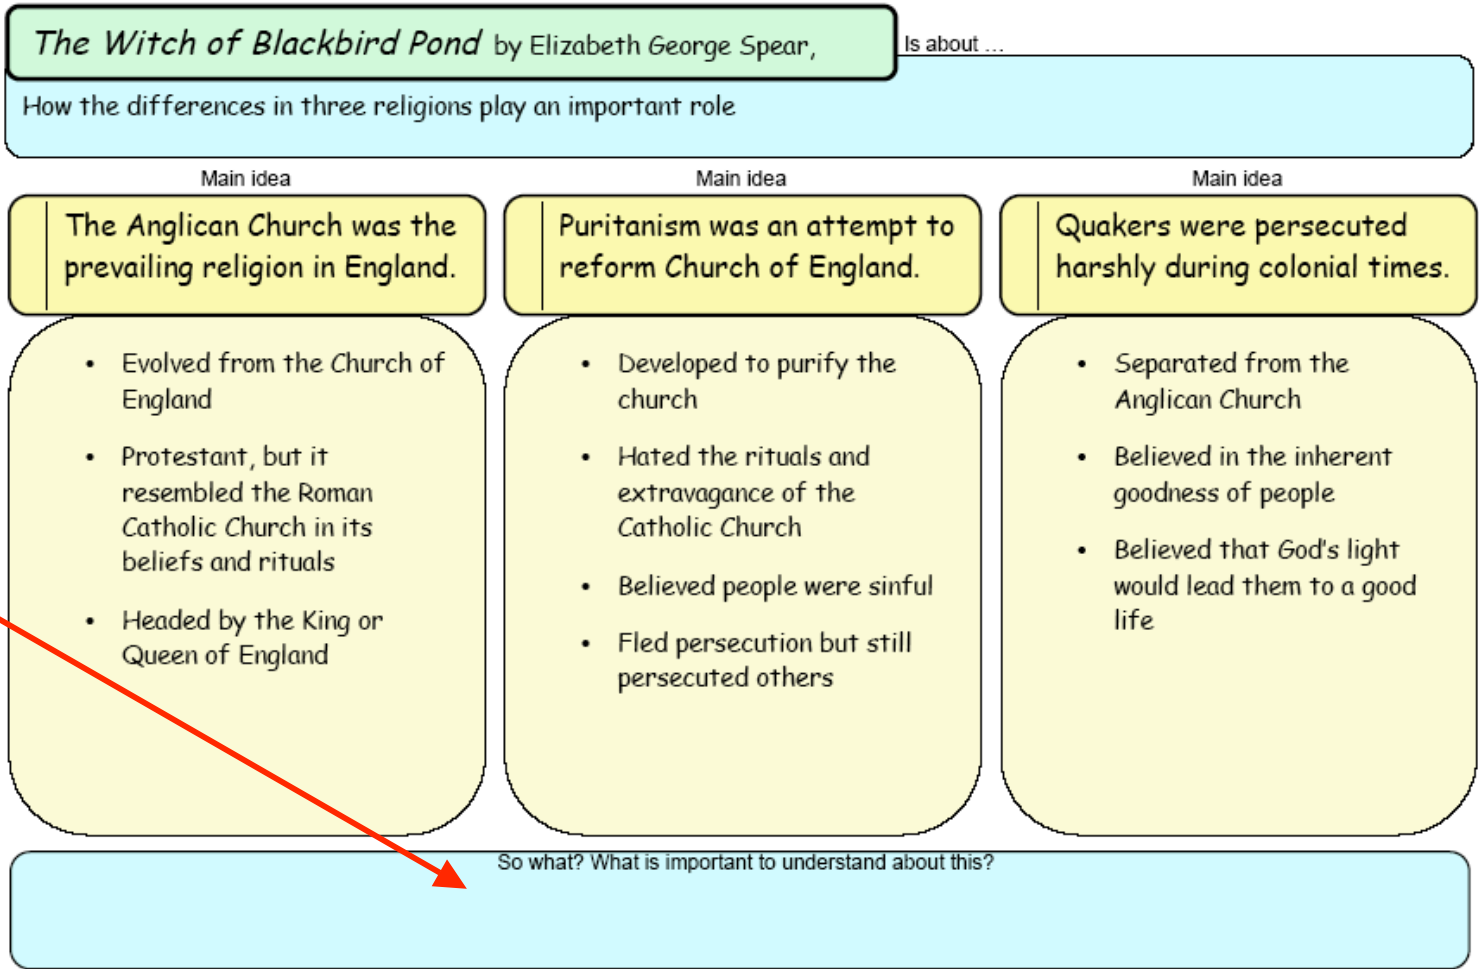 The Witch of Blackbird Pond by Elizabeth George Spear,
Is about ...
How the differences in three religions play an important role
Main idea
The Anglican Church was the
prevailing religion in England.
• Evolved from the Church of
England
• Protestant, but it
resembled the Roman
Catholic Church in its
beliefs and rituals
• Headed by the King or
Queen of England
Main idea
Puritanism was an attempt to
reform Church of England.
• Developed to purify the
church
• Hated the rituals and
extravagance of the
Catholic Church
• Believed people were sinful
• Fled persecution but still
persecuted others
Main idea
Quakers were persecuted
harshly during colonial times.
• Separated from the
Anglican Church
• Believed in the inherent
goodness of people
• Believed that God's light
would lead them to a good
life
So what? What is important to understand about this?